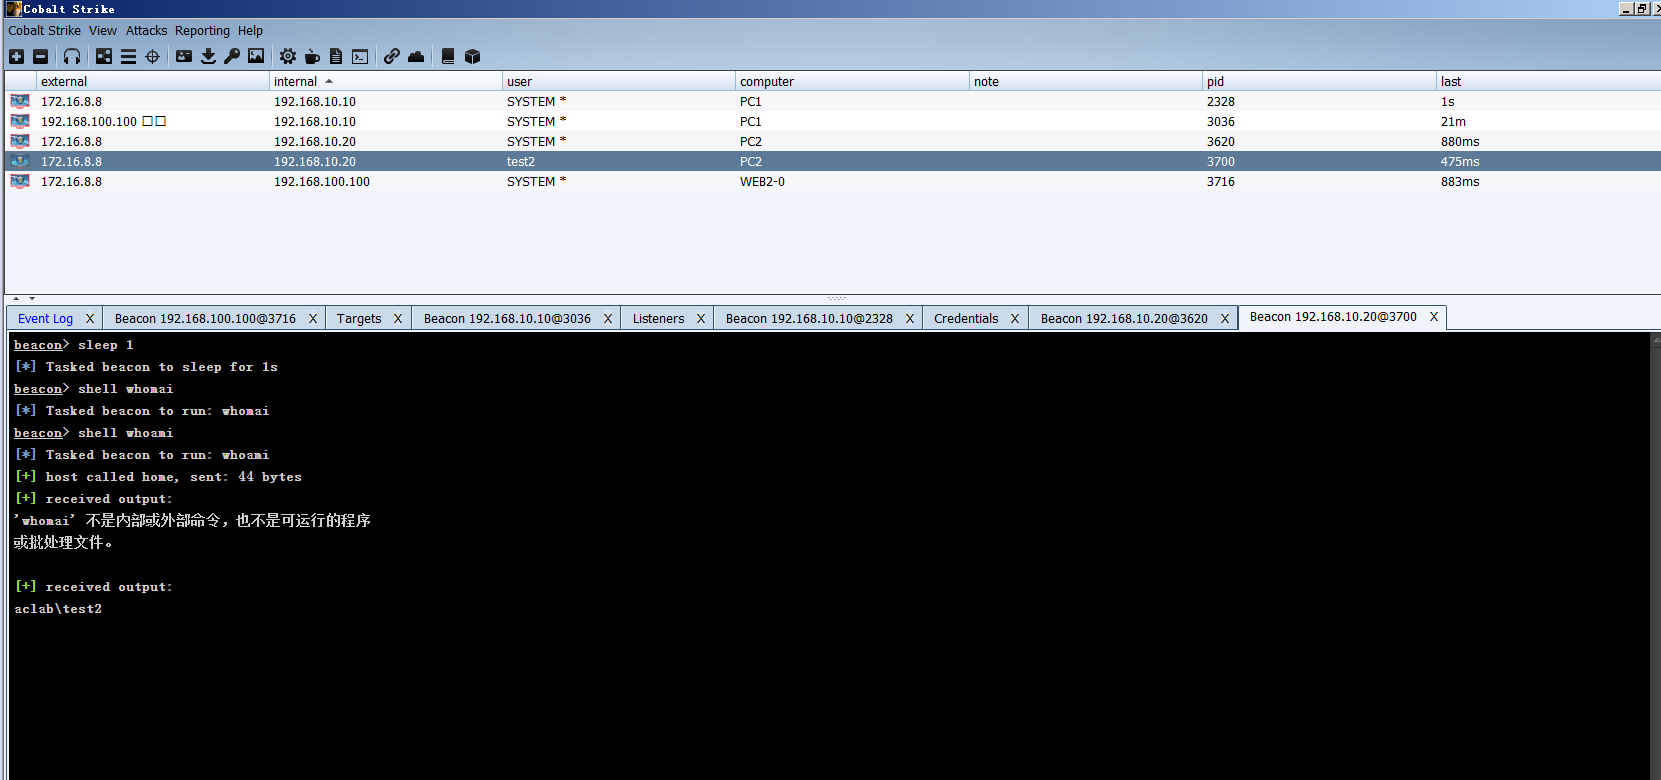 Cobalt Strike
Cobalt Strike View Attacks Reporting Help
external internal user computer note pid last
172.16.8.8 192.168.10.10 SYSTEM * PC1 2328 1s
192.168.100.100 □□ 192.168.10.10 SYSTEM * PC1 3036 21m
172.16.8.8 192.168.10.20 SYSTEM * PC2 3620 880ms
172.16.8.8 192.168.10.20 test2 PC2 3700 475ms
172.16.8.8 192.168.100.100 SYSTEM * WEB2-0 3716 883ms
Event Log X Beacon 192.168.100.100@3716 X Targets X Beacon 192.168.10.10@3036 X Listeners X Beacon 192.168.10.10@2328 X Credentials X Beacon 192.168.10.20@3620 X Beacon 192.168.10.20@3700 X
beacon> sleep 1
[*] Tasked beacon to sleep for 1s
beacon> shell whomai
[*] Tasked beacon to run: whomai
beacon> shell whoami
[*] Tasked beacon to run: whoami
[+] host called home, sent: 44 bytes
[+] received output:
'whomai' 不是内部或外部命令，也不是可运行的程序
或批处理文件。
[+] received output:
aclab\test2